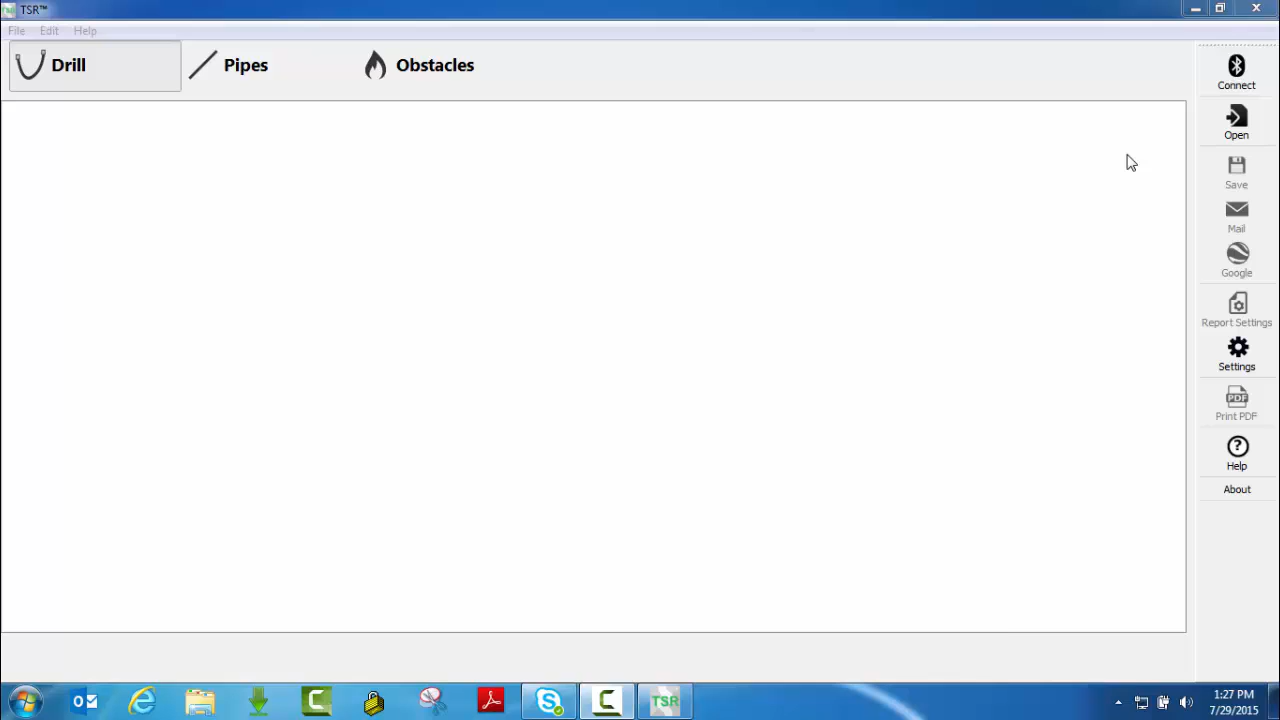 TSR™
File Edit Help
Drill
Pipes
Obstacles
Connect
Open
Save
Mail
Google
Report Settings
Settings
PDF
Print PDF
?
Help
About
TSR
1:27 PM
7/29/2015